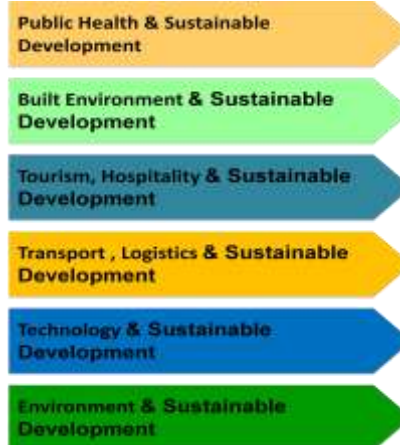 Public Health & Sustainable
Development
Built Environment & Sustainable
Development
Tourism, Hospitality & Sustainable
Development
Transport , Logistics & Sustainable
Development
Technology & Sustainable
Development
Environment & Sustainable
Development